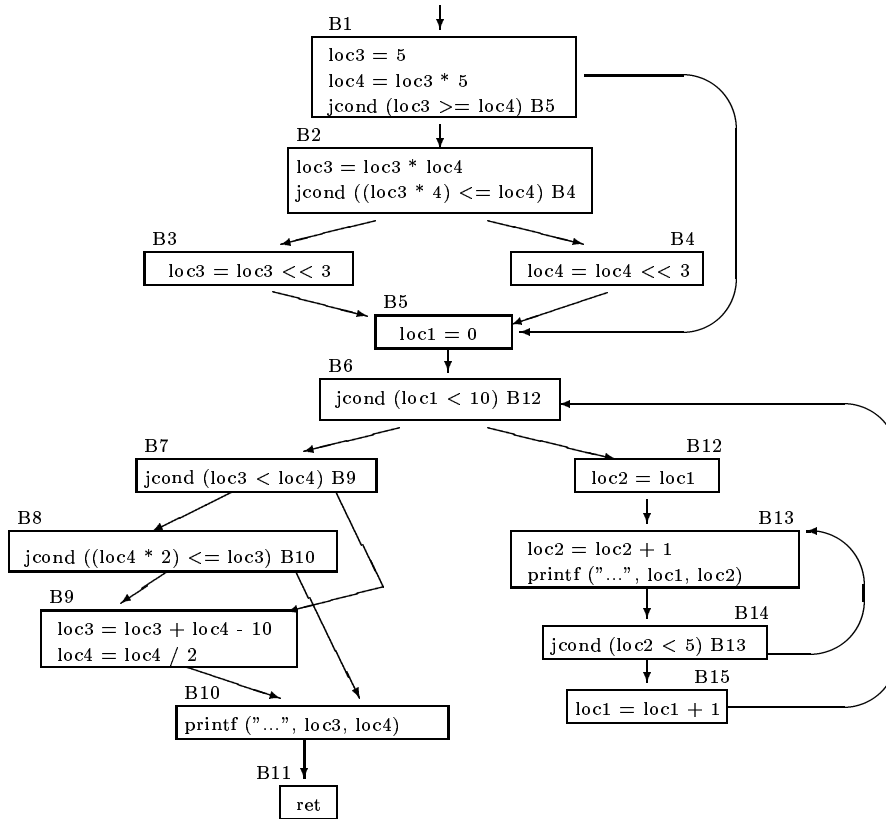 B1
loc3 = 5
loc4 = loc3 * 5
jcond (loc3 >= loc4) B5
B2
loc3 = loc3 * loc4
jcond ((loc3 * 4) <= loc4) B4
B3
loc3 = loc3 << 3
B4
loc4 = loc4 << 3
B5
loc1 = 0
B6
jcond (loc1 < 10) B12
B7
jcond (loc3 < loc4) B9
B8
jcond ((loc4 * 2) <= loc3) B10
B9
loc3 = loc3 + loc4 - 10
loc4 = loc4 / 2
B10
printf ("...", loc3, loc4)
B11
ret
B12
loc2 = loc1
B13
loc2 = loc2 + 1
printf ("...", loc1, loc2)
B14
jcond (loc2 < 5) B13
B15
loc1 = loc1 + 1